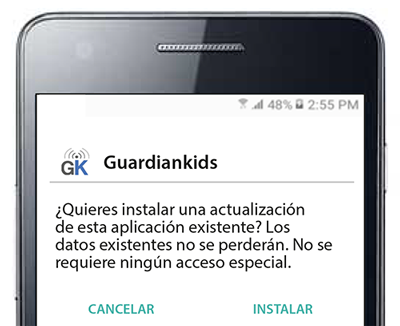 48% 2:55 PM
GK Guardiankids
¿Quieres instalar una actualización
de esta aplicación existente? Los
datos existentes no se perderán. No se
requiere ningún acceso especial.
CANCELAR INSTALAR